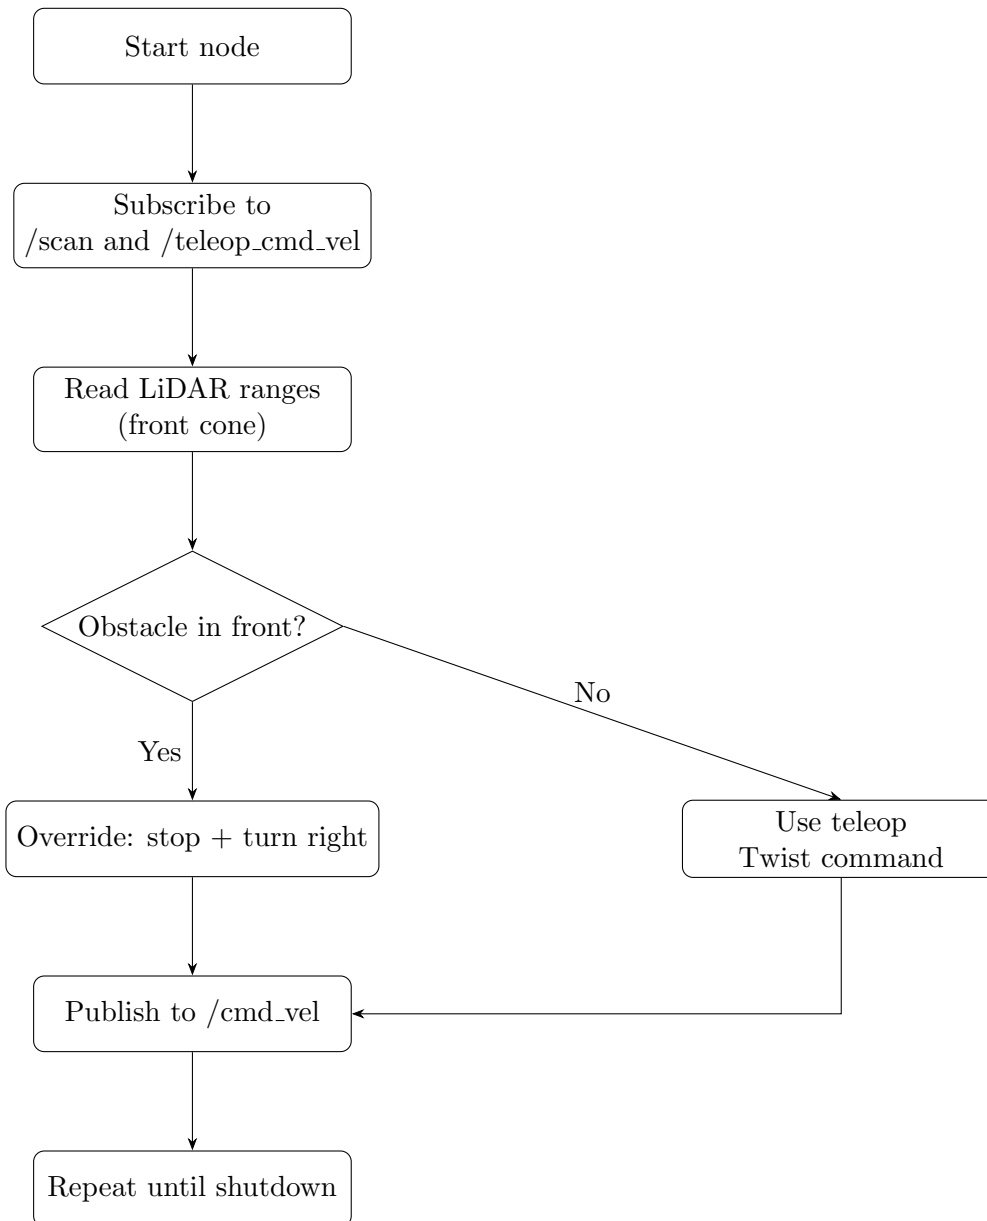 Start node
Subscribe to
/scan and /teleop_cmd_vel
Read LiDAR ranges
(front cone)
Obstacle in front?
No
Yes
Override: stop + turn right
Use teleop
Twist command
Publish to /cmd_vel
Repeat until shutdown